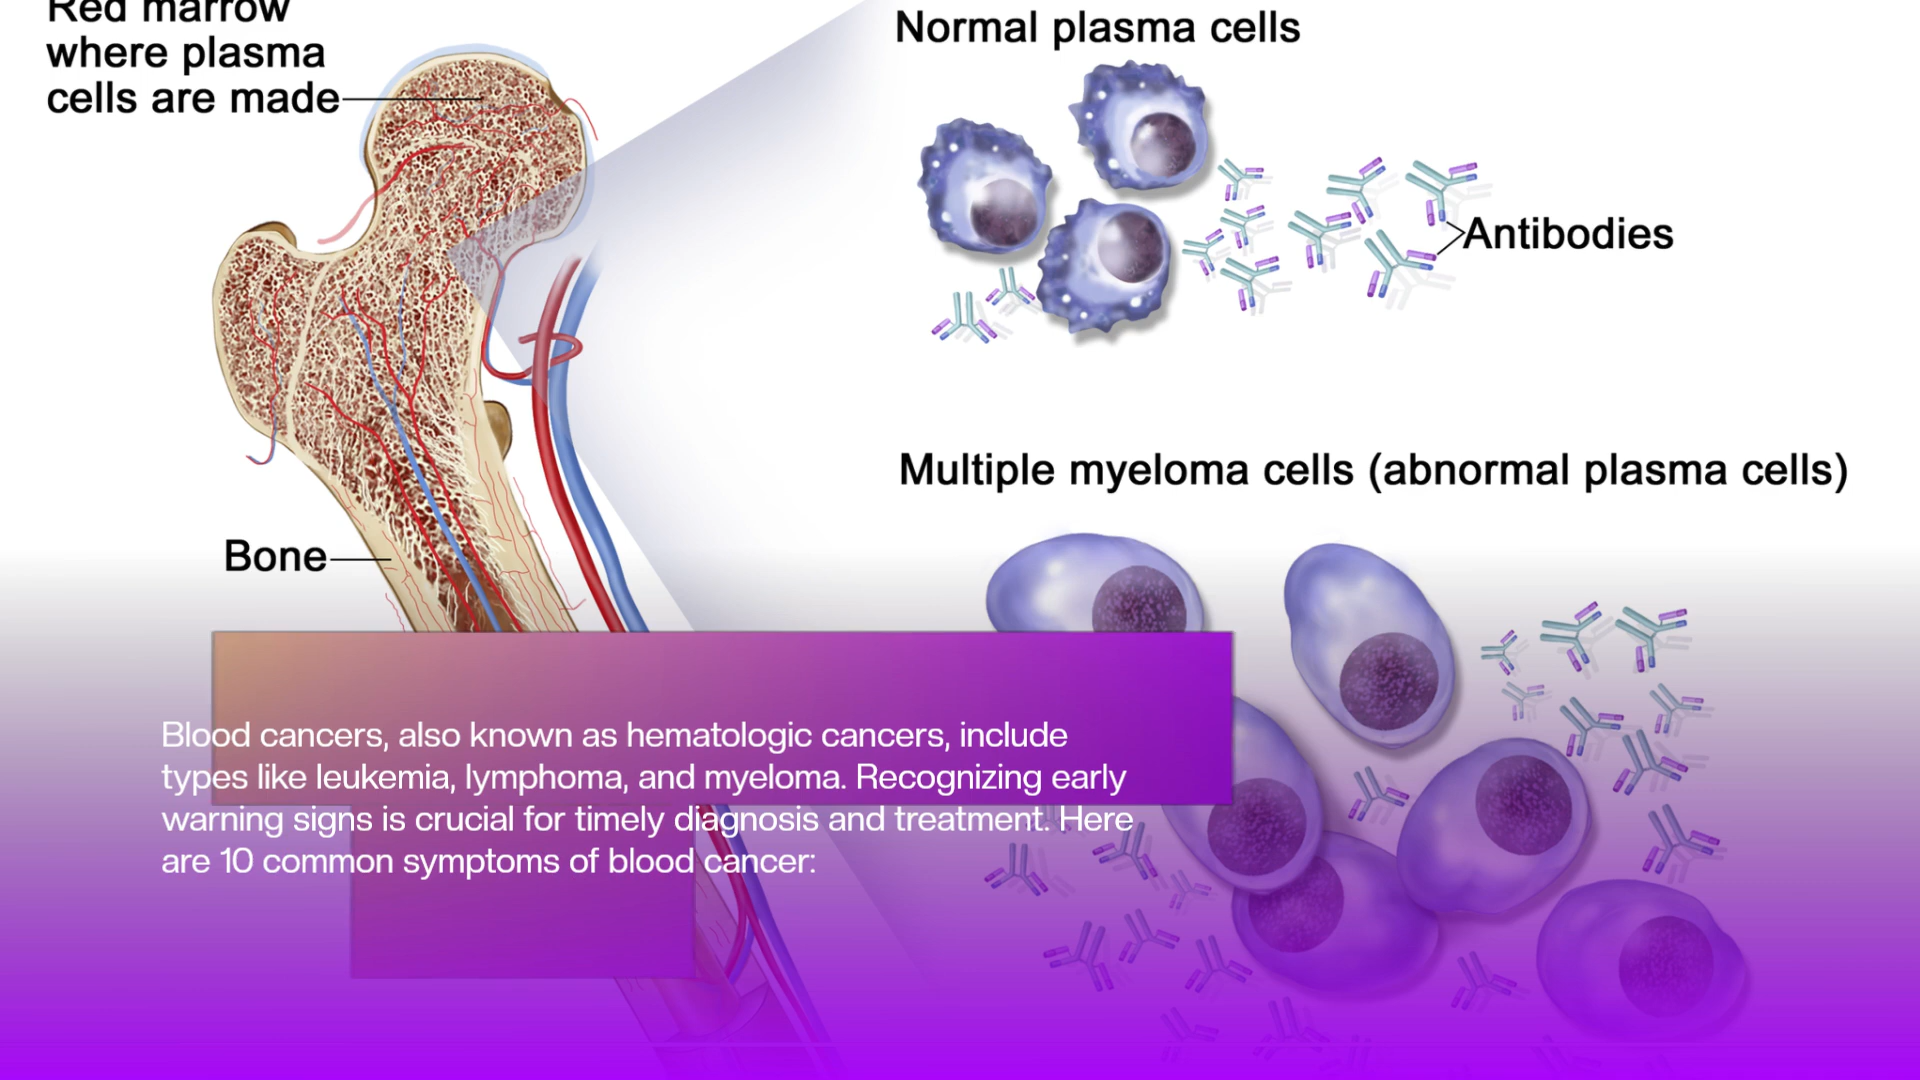 Red marrow
where plasma
cells are made
Normal plasma cells
Antibodies
Multiple myeloma cells (abnormal plasma cells)
Bone
Blood cancers, also known as hematologic cancers, include
types like leukemia, lymphoma, and myeloma. Recognizing early
warning signs is crucial for timely diagnosis and treatment. Here
are 10 common symptoms of blood cancer: